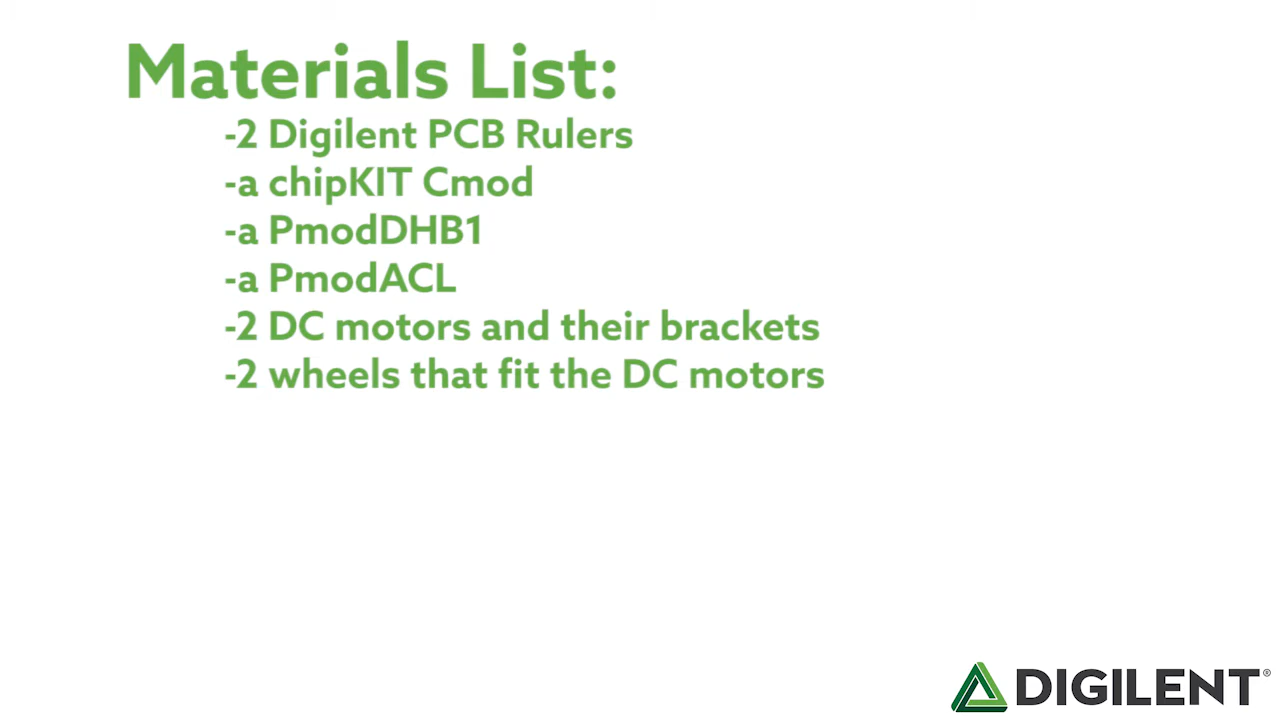 Materials List:
-2 Digilent PCB Rulers
-a chipKIT Cmod
-a PmodDHB1
-a PmodACL
-2 DC motors and their brackets
-2 wheels that fit the DC motors
DIGILENT®